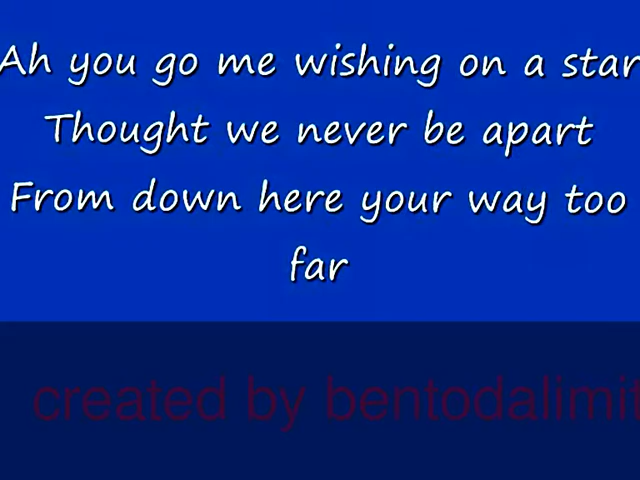 Ah you go me wishing on a star
Thought we never be apart
From down here your way too
far
created by bentodalimit